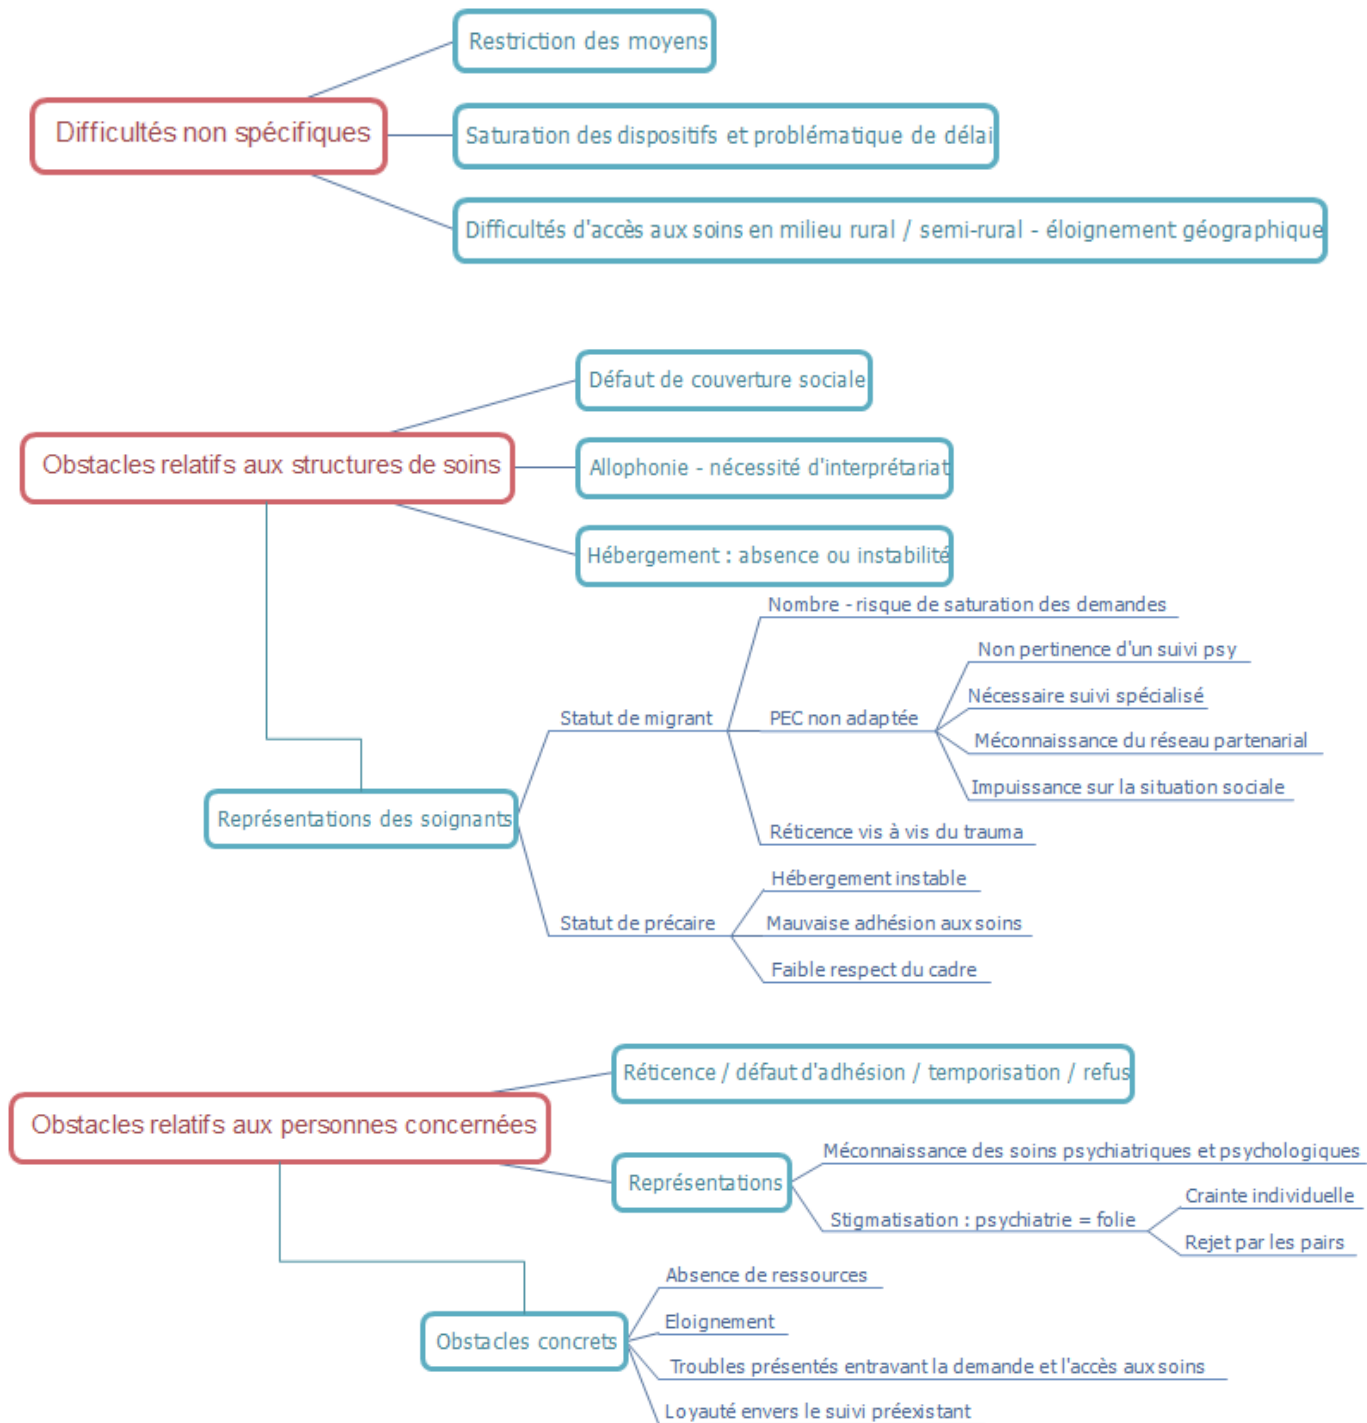 Restriction des moyens
Difficultés non spécifiques
Saturation des dispositifs et problématique de délai
Difficultés d'accès aux soins en milieu rural / semi-rural - éloignement géographique
Défaut de couverture sociale
Obstacles relatifs aux structures de soins
Allophonie - nécessité d'interprétariat
Hébergement : absence ou instabilité
Nombre - risque de saturation des demandes
Non pertinence d'un suivi psy
Nécessaire suivi spécialisé
Statut de migrant
PEC non adaptée
Méconnaissance du réseau partenarial
Impuissance sur la situation sociale
Représentations des soignants
Réticence vis à vis du trauma
Hébergement instable
Statut de précaire
Mauvaise adhésion aux soins
Faible respect du cadre
Réticence / défaut d'adhésion / temporisation / refus
Obstacles relatifs aux personnes concernées
Méconnaissance des soins psychiatriques et psychologiques
Représentations
Crainte individuelle
Stigmatisation : psychiatrie = folie
Rejet par les pairs
Absence de ressources
Eloignement
Obstacles concrets
Troubles présentés entravant la demande et l'accès aux soins
Loyauté envers le suivi préexistant